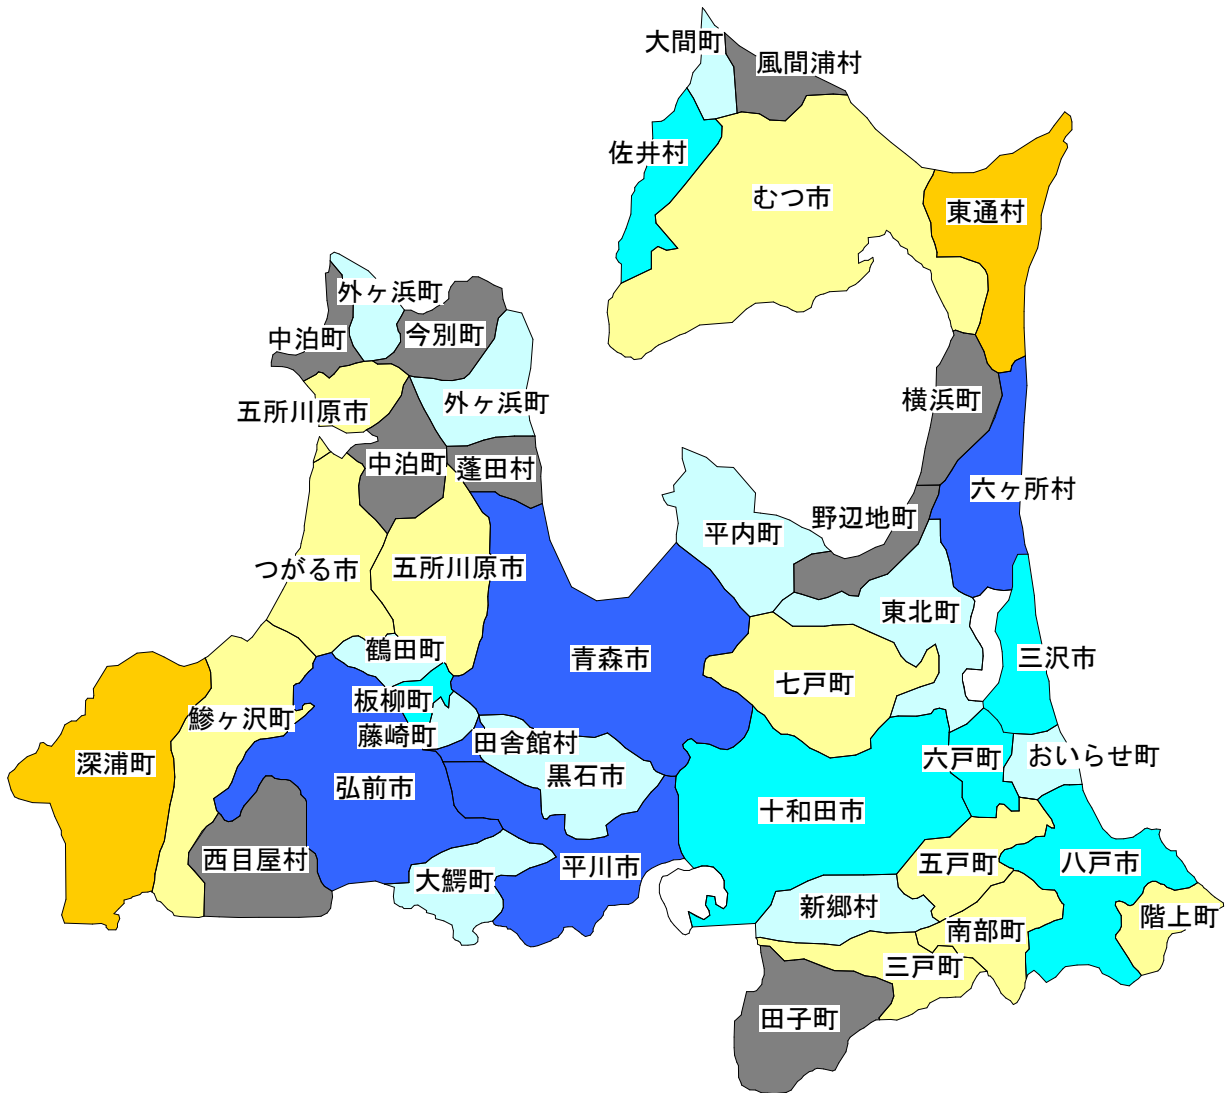 大間町
風間浦村
佐井村
むつ市
東通村
外ヶ浜町
中泊町
今別町
五所川原市
外ヶ浜町
横浜町
中泊町
蓬田村
六ヶ所村
野辺地町
平内町
つがる市
五所川原市
東北町
鶴田町
青森市
三沢市
七戸町
板柳町
鰺ヶ沢町
藤崎町
田舎館村
六戸町
おいらせ町
深浦町
黒石市
弘前市
十和田市
西目屋村
平川市
五戸町
八戸市
大鰐町
新郷村
階上町
南部町
三戸町
田子町